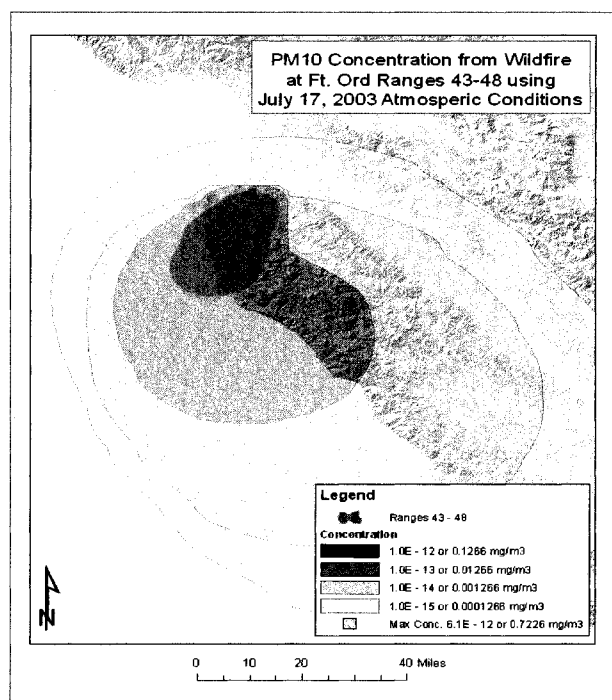 PM10 Concentration from Wildfire
at Ft. Ord Ranges 43-48 using
July 17, 2003 Atmosperic Conditions
Legend
Ranges 43 - 48
Concentration
1.0E - 12 or 0.1266 mg/m3
1.0E - 13 or 0.01266 mg/m3
1.0E - 14 or 0.001266 mg/m3
1.0E - 15 or 0.0001266 mg/m3
Max Conc. 6.1E - 12 or 0.7226 mg/m3
N
0 10 20 40 Miles